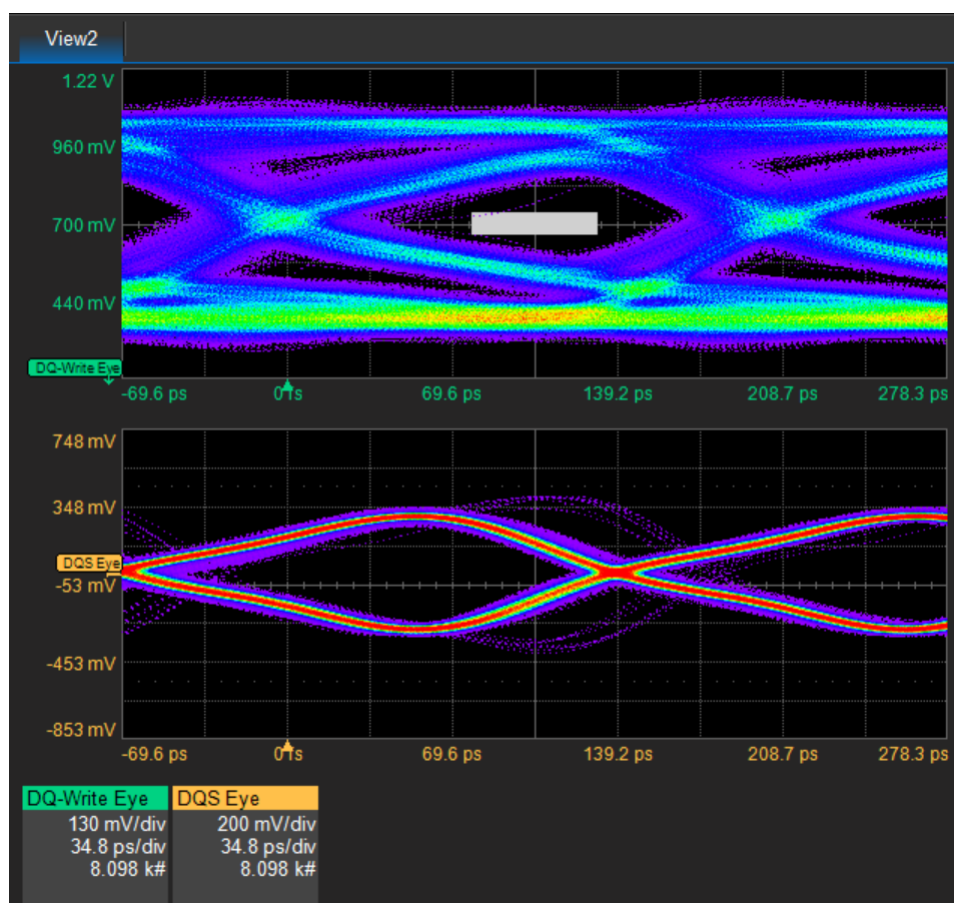 View2
1.22 V
960 mV
700 mV
440 mV
DQ-Write Eye
-69.6 ps 0 s 69.6 ps 139.2 ps 208.7 ps 278.3 ps
748 mV
348 mV
DQS Eye
-53 mV
-453 mV
-853 mV
-69.6 ps 0 s 69.6 ps 139.2 ps 208.7 ps 278.3 ps
DQ-Write Eye DQS Eye
130 mV/div 200 mV/div
34.8 ps/div 34.8 ps/div
8.098 k# 8.098 k#